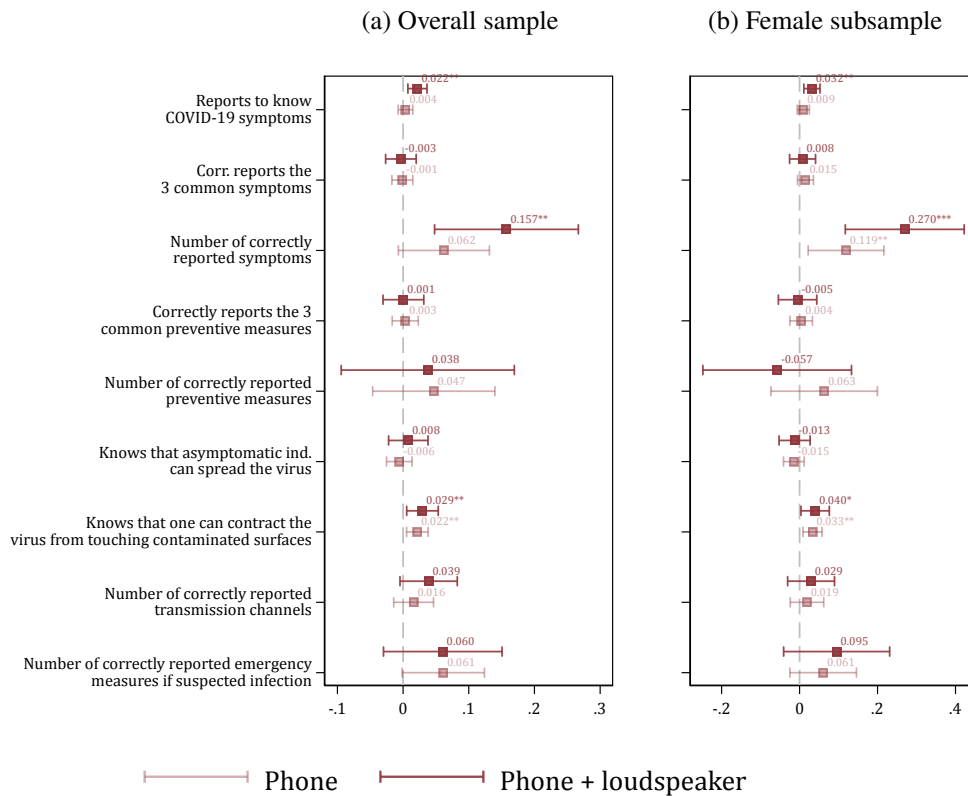 (a) Overall sample
(b) Female subsample
Reports to know
COVID-19 symptoms
0.022**
0.004
0.032**
0.009
Corr. reports the
3 common symptoms
-0.003
-0.001
0.008
0.015
Number of correctly
reported symptoms
0.157**
0.062
0.270***
0.119**
Correctly reports the 3
common preventive measures
0.001
0.003
-0.005
0.004
Number of correctly reported
preventive measures
0.038
0.047
-0.057
0.063
Knows that asymptomatic ind.
can spread the virus
0.008
-0.006
-0.013
-0.015
Knows that one can contract the
virus from touching contaminated surfaces
0.029**
0.022**
0.040*
0.033**
Number of correctly reported
transmission channels
0.039
0.016
0.029
0.019
Number of correctly reported emergency
measures if suspected infection
0.060
0.061
0.095
0.061
-.1 0 .1 .2 .3
-.2 0 .2 .4
Phone
Phone + loudspeaker